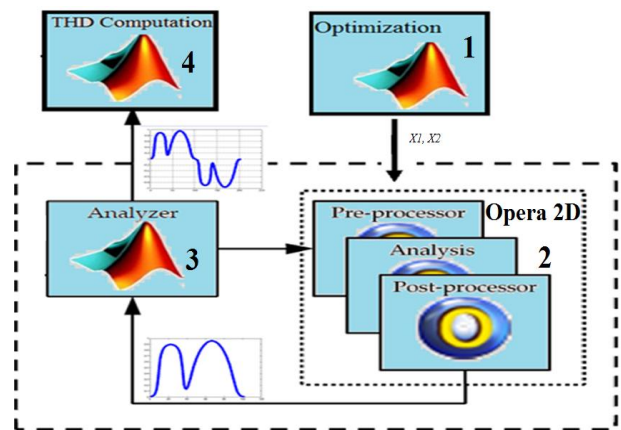 THD Computation
4
Optimization
1
X1, X2
Analyzer
3
Pre-processor
Opera 2D
Analysis
2
Post-processor